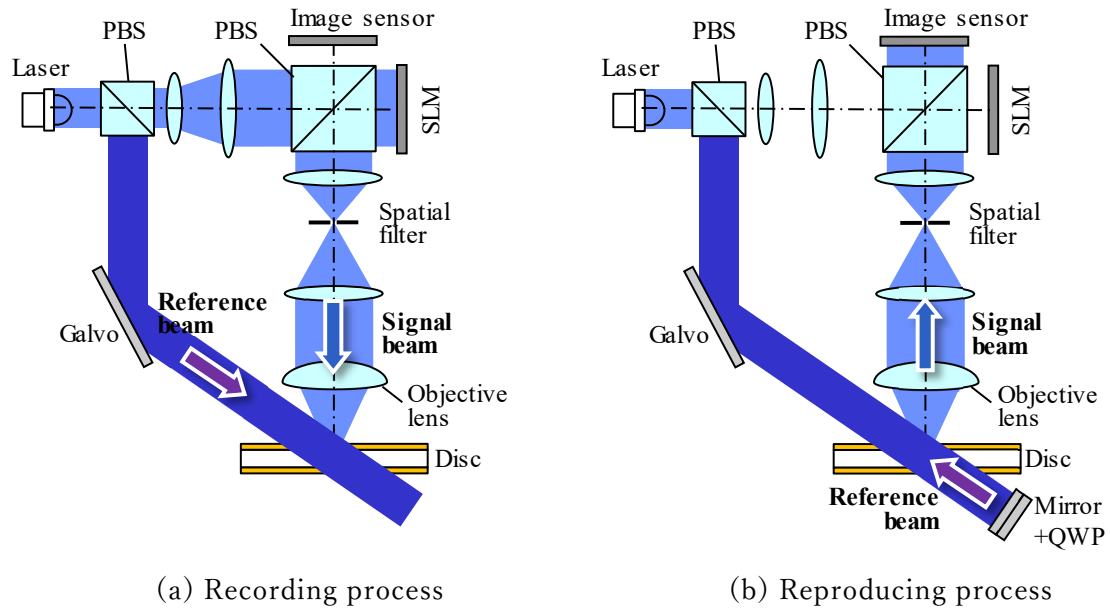 Image sensor
PBS
PBS
Laser
SLM
Spatial
filter
Reference
beam
Galvo
Signal
beam
Objective
lens
Disc
(a) Recording process
Image sensor
PBS
PBS
Laser
SLM
Spatial
filter
Galvo
Signal
beam
Objective
lens
Disc
Reference
beam
Mirror
+QWP
(b) Reproducing process